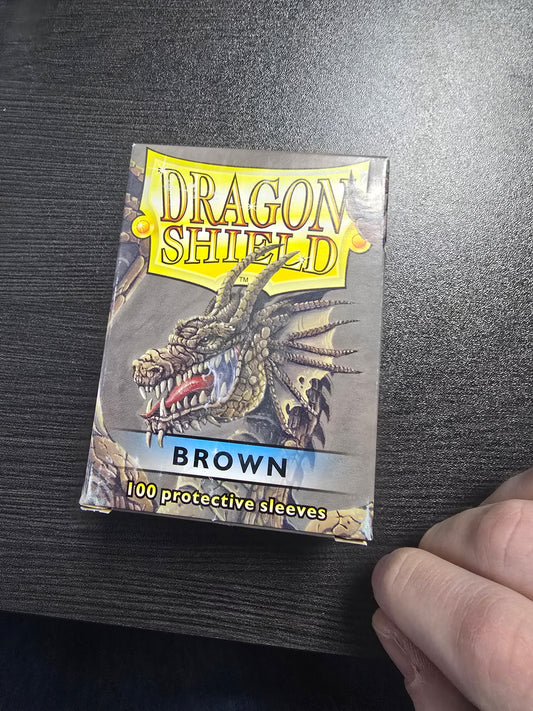 DRAGON
SHIELD
TM
BROWN
100 protective sleeves